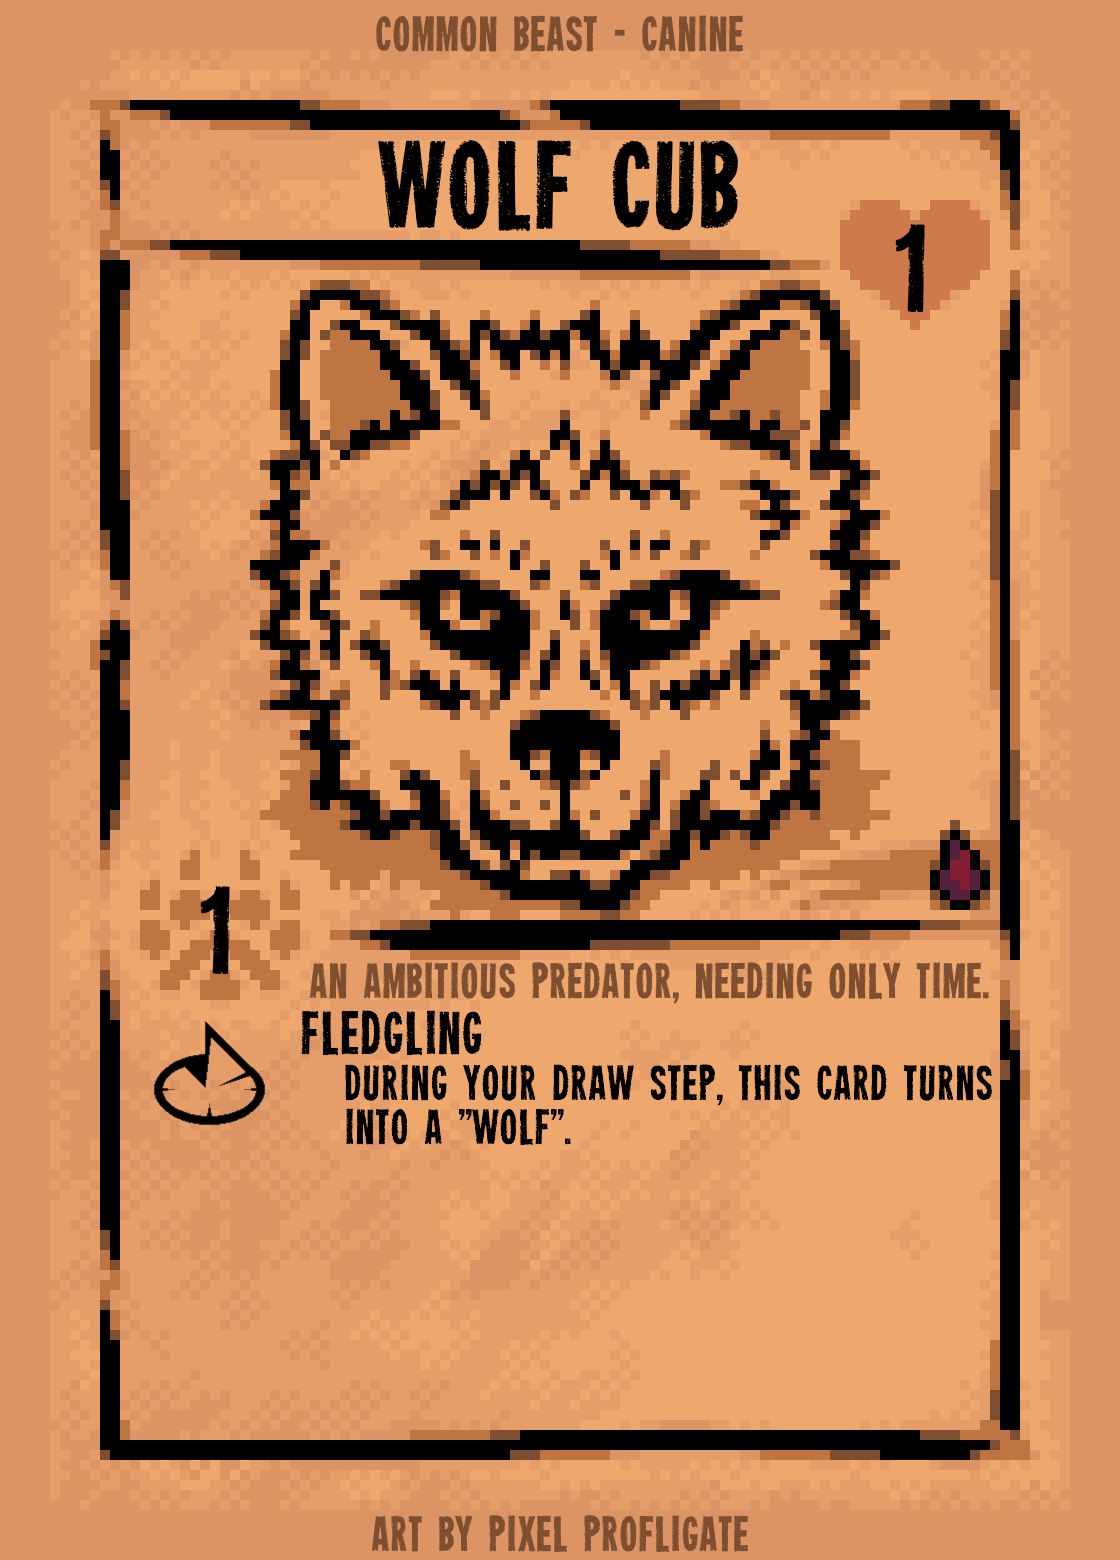 COMMON BEAST - CANINE
WOLF CUB
1
1
AN AMBITIOUS PREDATOR, NEEDING ONLY TIME.
FLEDGLING
DURING YOUR DRAW STEP, THIS CARD TURNS
INTO A "WOLF".
ART BY PIXEL PROFLIGATE